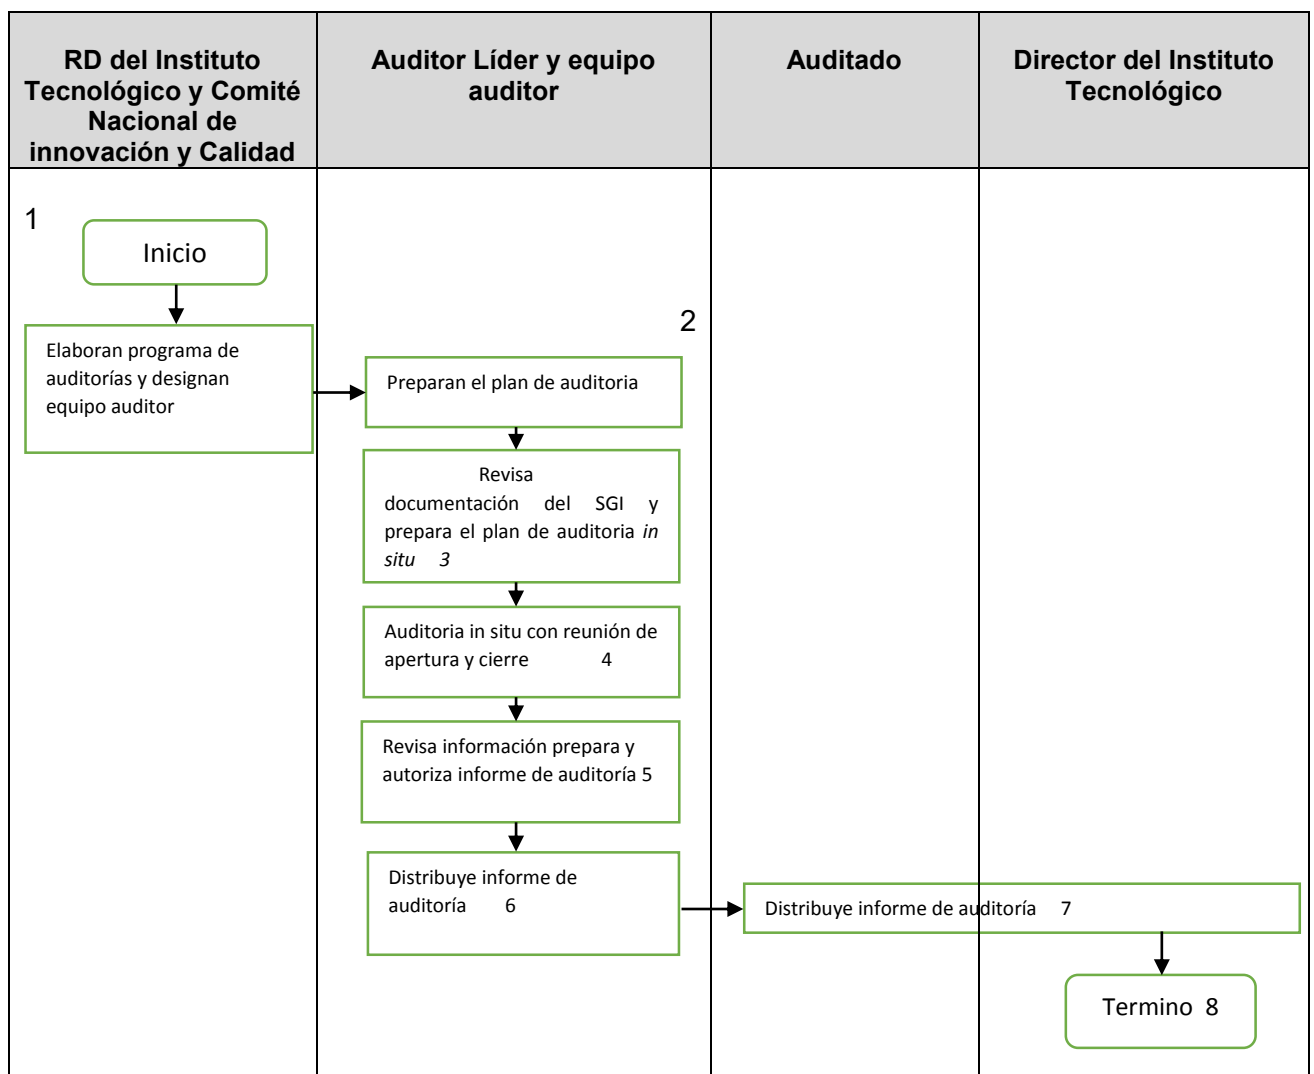 RD del Instituto
Tecnológico y Comité
Nacional de
innovación y Calidad
Auditor Líder y equipo
auditor
Auditado
Director del Instituto
Tecnológico
1
Inicio
Elaboran programa de
auditorías y designan
equipo auditor
2
Preparan el plan de auditoria
Revisa
documentación del SGI y
prepara el plan de auditoria in
situ 3
Auditoria in situ con reunión de
apertura y cierre 4
Revisa información prepara y
autoriza informe de auditoría 5
Distribuye informe de
auditoría 6
Distribuye informe de auditoría 7
Termino 8